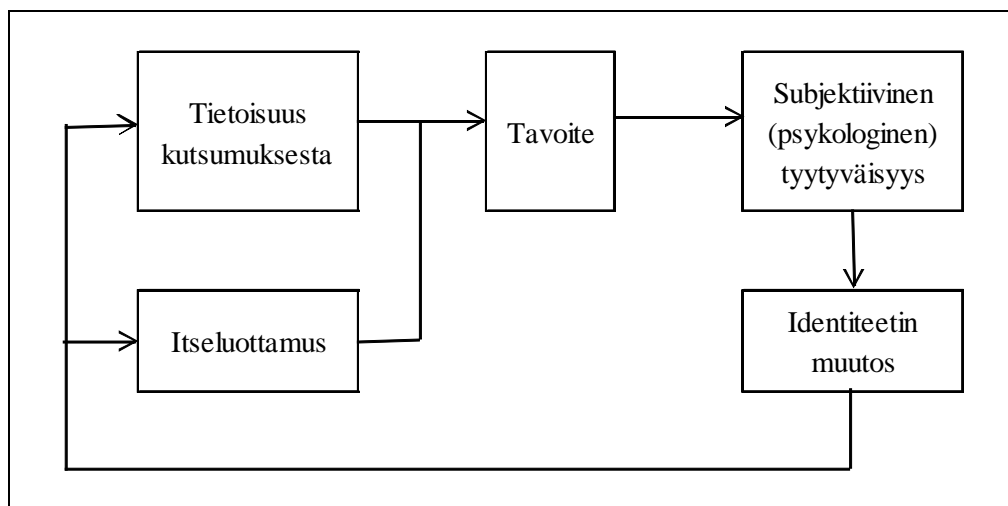 Tietoisuus
kutsumuksesta
Tavoite
Subjektiivinen
(psykologinen)
tyytyväisyys
Itseluottamus
Identiteetin
muutos